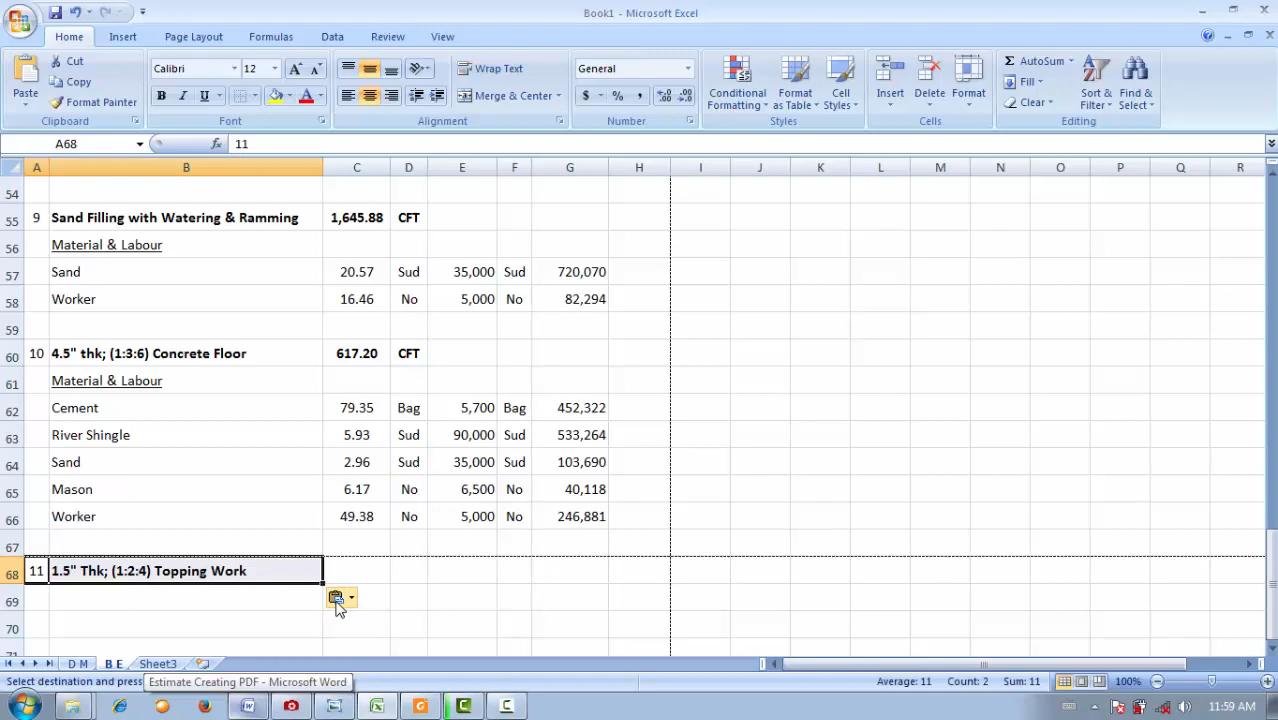 Book1 - Microsoft Excel
Home Insert Page Layout Formulas Data Review View
Paste
Cut
Copy
Format Painter
Clipboard
Calibri 12
B I U
Font
Wrap Text
Merge & Center
Alignment
General
$ % ,
Number
Conditional Formatting
Format as Table
Cell Styles
Styles
Insert Delete Format
Cells
Σ AutoSum
Fill
Clear
Sort & Filter
Find & Select
Editing
A68 fx 11
A B C D E F G H I J K L M N O P Q R
54
55 9 Sand Filling with Watering & Ramming 1,645.88 CFT
56 Material & Labour
57 Sand 20.57 Sud 35,000 Sud 720,070
58 Worker 16.46 No 5,000 No 82,294
59
60 10 4.5" thk; (1:3:6) Concrete Floor 617.20 CFT
61 Material & Labour
62 Cement 79.35 Bag 5,700 Bag 452,322
63 River Shingle 5.93 Sud 90,000 Sud 533,264
64 Sand 2.96 Sud 35,000 Sud 103,690
65 Mason 6.17 No 6,500 No 40,118
66 Worker 49.38 No 5,000 No 246,881
67
68 11 1.5" Thk; (1:2:4) Topping Work
69
70
71
D M B E Sheet3
Select destination and press
Estimate Creating PDF - Microsoft Word
Average: 11 Count: 2 Sum: 11 100%
11:59 AM